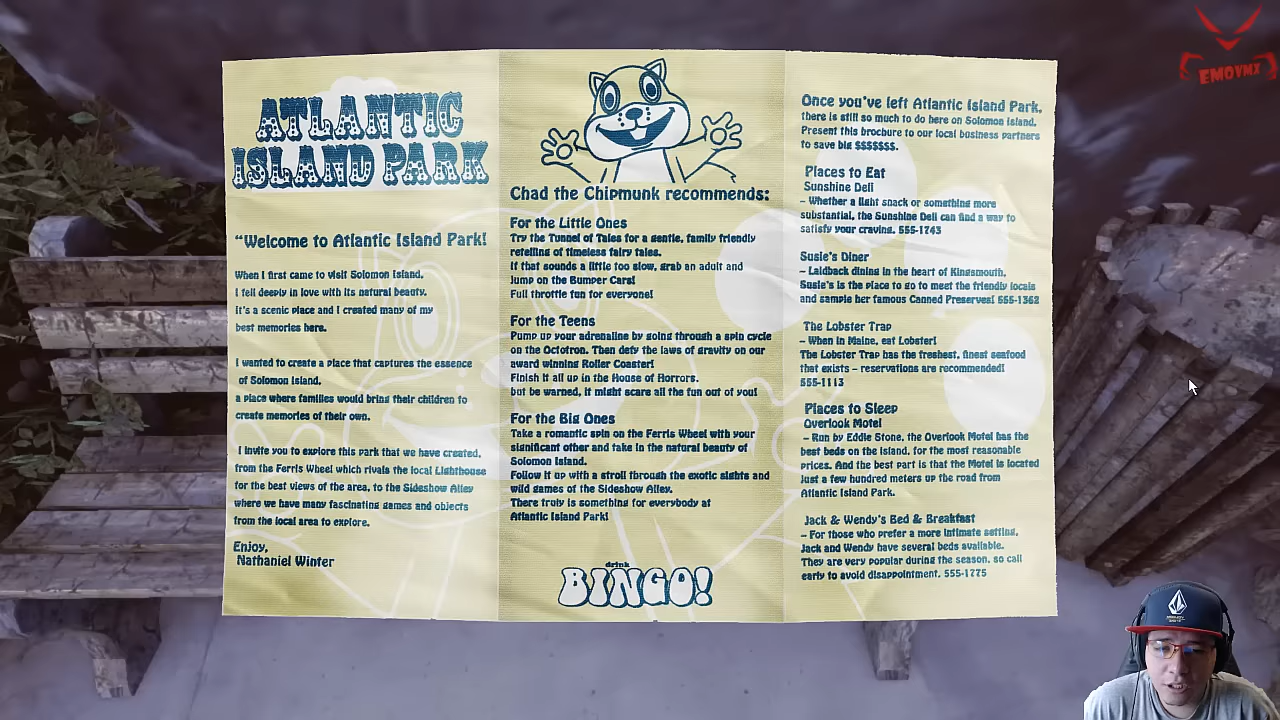 EMOVMX
ATLANTIC
ISLAND PARK
"Welcome to Atlantic Island Park!
When I first came to visit Solomon Island,
I fell deeply in love with its natural beauty.
It's a scenic place and I created many of my
best memories here.
I wanted to create a place that captures the essence
of Solomon Island,
a place where families would bring their children to
create memories of their own.
I invite you to explore this park that we have created,
from the Ferris Wheel which rivals the local Lighthouse
for the best views of the area, to the Sideshow Alley
where we have many fascinating games and objects
from the local area to explore.
Enjoy,
Nathaniel Winter
Chad the Chipmunk recommends:
For the Little Ones
Try the Tunnel of Tales for a gentle, family friendly
retelling of timeless fairy tales.
If that sounds a little too slow, grab an adult and
jump on the Bumper Cars!
Full throttle fun for everyone!
For the Teens
Pump up your adrenaline by going through a spin cycle
on the Octotron. Then defy the laws of gravity on our
award winning Roller Coaster!
Finish it all up in the House of Horrors,
but be warned, it might scare all the fun out of you!
For the Big Ones
Take a romantic spin on the Ferris Wheel with your
significant other and take in the natural beauty of
Solomon Island.
Follow it up with a stroll through the exotic sights and
wild games of the Sideshow Alley.
There truly is something for everybody at
Atlantic Island Park!
drink
BINGO!
Once you've left Atlantic Island Park,
there is still so much to do here on Solomon Island.
Present this brochure to our local business partners
to save big $$$$$$$.
Places to Eat
Sunshine Deli
- Whether a light snack or something more
substantial, the Sunshine Deli can find a way to
satisfy your craving. 555-1743
Susie's Diner
- Laidback dining in the heart of Kingsmouth,
Susie's is the place to go to meet the friendly locals
and sample her famous Canned Preserves! 555-1362
The Lobster Trap
- When in Maine, eat Lobster!
The Lobster Trap has the freshest, finest seafood
that exists - reservations are recommended!
555-1113
Places to Sleep
Overlook Motel
- Run by Eddie Stone, the Overlook Motel has the
best beds on the island, for the most reasonable
prices. And the best part is that the Motel is located
just a few hundred meters up the road from
Atlantic Island Park.
Jack & Wendy's Bed & Breakfast
- For those who prefer a more intimate setting,
Jack and Wendy have several beds available.
They are very popular during the season, so call
early to avoid disappointment. 555-1775